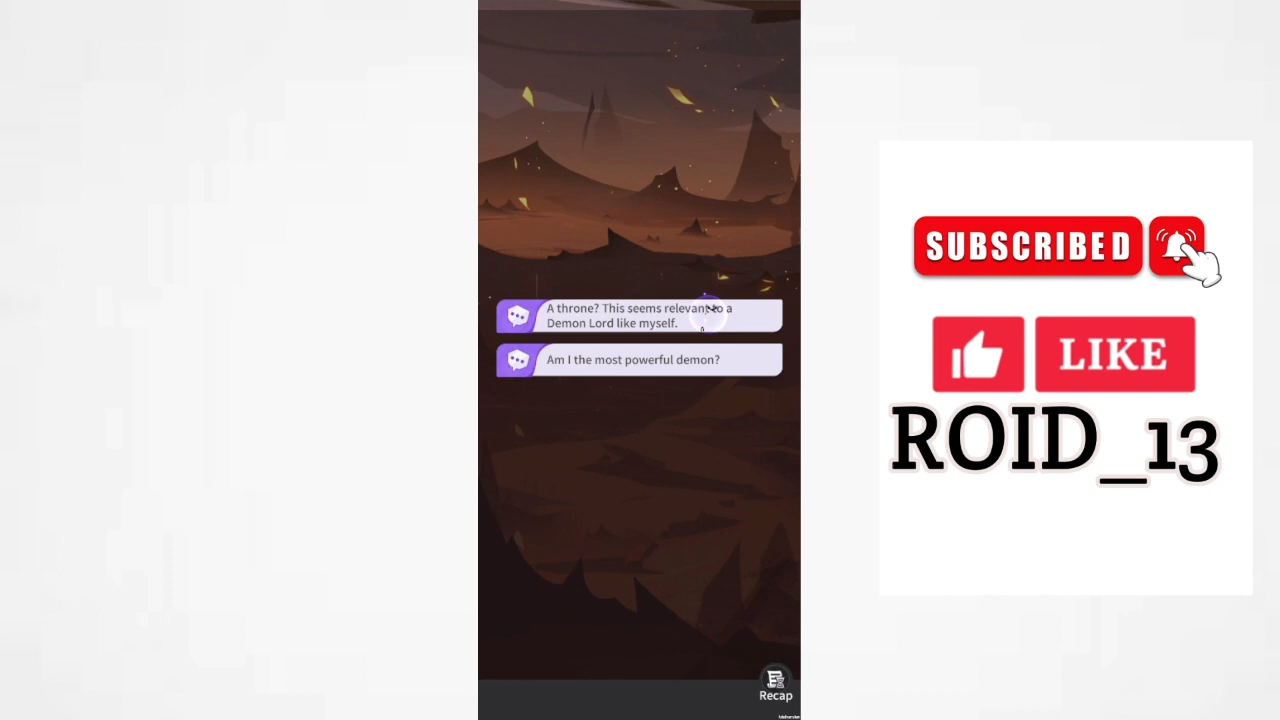 A throne? This seems relevant to a
Demon Lord like myself.
Am I the most powerful demon?
Recap
SUBSCRIBED
LIKE
ROID_13